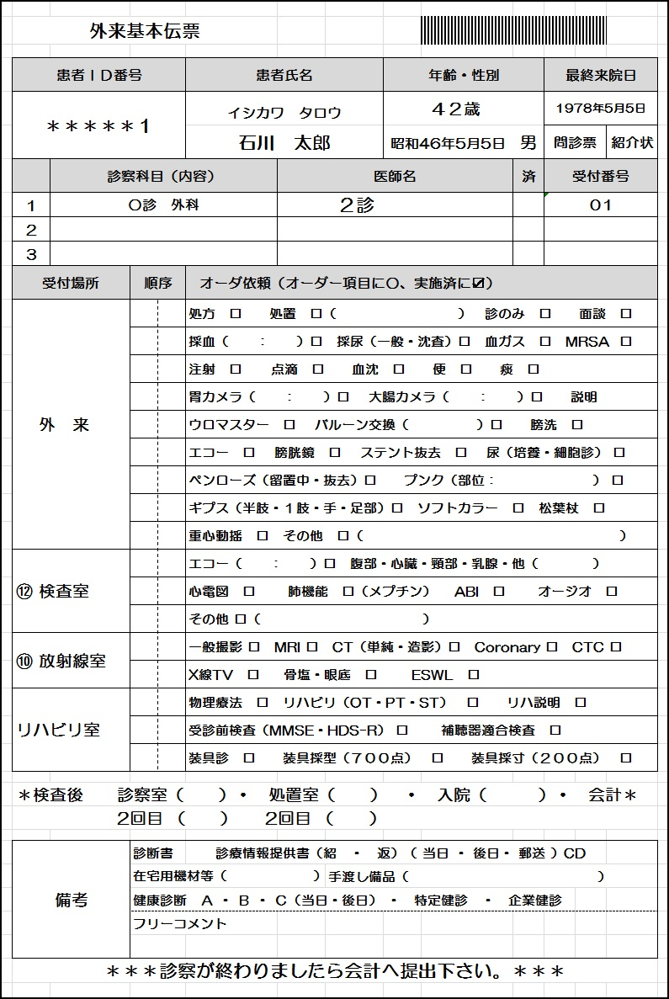 外来基本伝票
患者ID番号 患者氏名 年齢・性別 最終来院日
＊＊＊＊＊1 イシカワ　タロウ ４２歳 1978年5月5日
石川　太郎 昭和46年5月5日　男 問診票 紹介状
診察科目（内容） 医師名 済 受付番号
1 〇診　外科 ２診 01
2
3
受付場所 順序 オーダ依頼（オーダー項目に〇、実施済に☑）
外　来
処方　□　　処置　□（　　　　　　　　　）　診のみ　□　　面談　□
採血（　　：　　）□　採尿（一般・沈査）□　血ガス　□　MRSA　□
注射　□　　点滴　□　　血沈　□　　便　□　　痰　□
胃カメラ（　　：　　）□　大腸カメラ（　　：　　）□　　説明
ウロマスター　□　バルーン交換（　　　　　）□　　膀洗　□
エコー　□　膀胱鏡　□　ステント抜去　□　尿（培養・細胞診）□
ペンローズ（留置中・抜去）□　　プンク（部位：　　　　　　　）□
ギプス（半肢・１肢・手・足部）□　ソフトカラー　□　松葉杖　□
重心動揺　□　その他　□（　　　　　　　　　　　　　　　　　　　）
⑫ 検査室
エコー（　　：　　）□　腹部・心臓・頸部・乳腺・他（　　　　）
心電図　□　　肺機能　□（メプチン）　ABI　□　　オージオ　□
その他 □（　　　　　　　　　　　　）
⑩ 放射線室
一般撮影 □　MRI □　CT（単純・造影）□　Coronary □　CTC □
X線TV　□　　骨塩・眼底　□　　ESWL　□
リハビリ室
物理療法　□　リハビリ（OT・PT・ST）　□　　リハ説明　□
受診前検査（MMSE・HDS-R）□　　補聴器適合検査　□
装具診　□　　装具採型（７００点）　□　　装具採寸（２００点）　□
＊検査後　　診察室（　　）・　処置室（　　）　・　入院（　　　）・　会計＊
２回目 （　　）　　２回目 （　　）
備考
診断書　　　診療情報提供書（紹　・　返）（ 当日 ・ 後日・ 郵送 ）CD
在宅用機材等（　　　　　　）手渡し備品（　　　　　　　　　　　　　）
健康診断　Ａ ・ Ｂ ・ Ｃ（当日・後日）・　特定健診　・　企業健診
フリーコメント
＊＊＊診察が終わりましたら会計へ提出下さい。＊＊＊